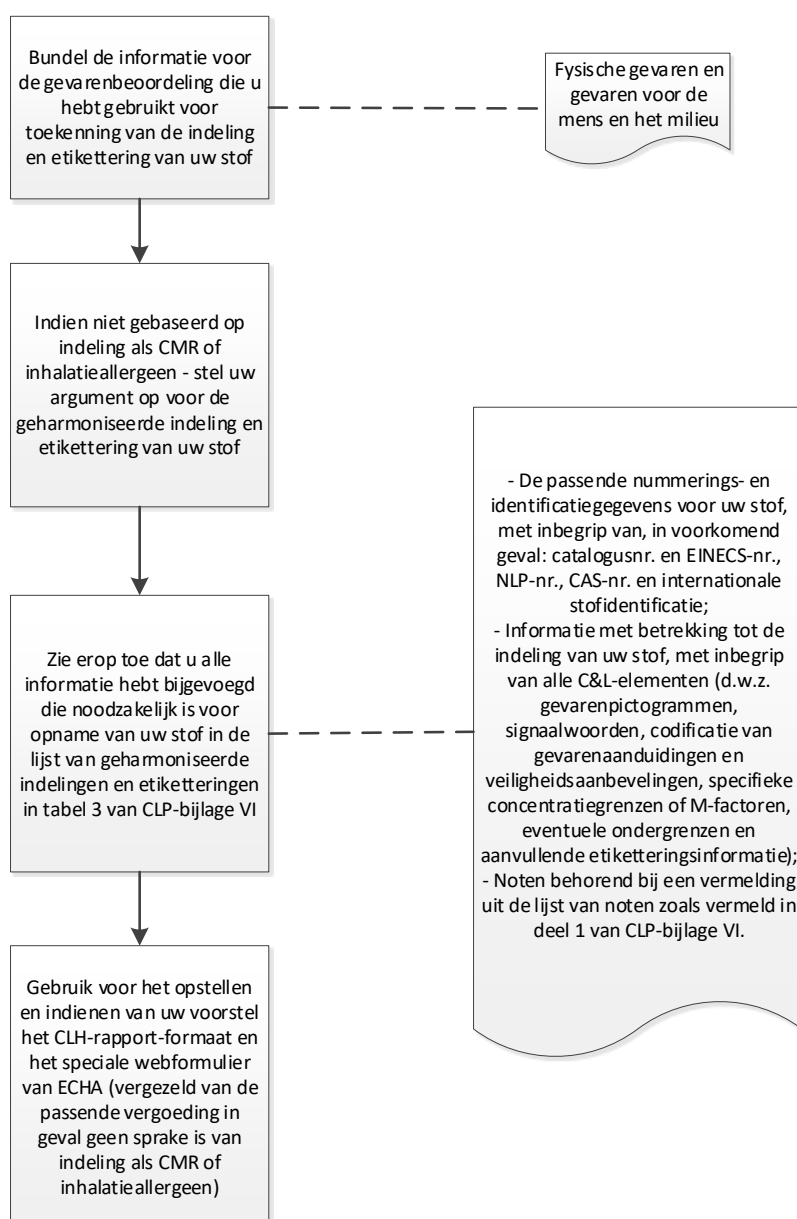 Bundel de informatie voor
de gevarenbeoordeling die u
hebt gebruikt voor
toekenning van de indeling
en etikettering van uw stof
Fysische gevaren en
gevaren voor de
mens en het milieu
Indien niet gebaseerd op
indeling als CMR of
inhalatieallergeen - stel uw
argument op voor de
geharmoniseerde indeling en
etikettering van uw stof
Zie erop toe dat u alle
informatie hebt bijgevoegd
die noodzakelijk is voor
opname van uw stof in de
lijst van geharmoniseerde
indelingen en etiketteringen
in tabel 3 van CLP-bijlage VI
- De passende nummerings- en
identificatiegegevens voor uw stof,
met inbegrip van, in voorkomend
geval: catalogusnr. en EINECS-nr.,
NLP-nr., CAS-nr. en internationale
stofidentificatie;
- Informatie met betrekking tot de
indeling van uw stof, met inbegrip
van alle C&L-elementen (d.w.z.
gevarenpictogrammen,
signaalwoorden, codificatie van
gevarenaanduidingen en
veiligheidsaanbevelingen, specifieke
concentratiegrenzen of M-factoren,
eventuele ondergrenzen en
aanvullende etiketteringsinformatie);
- Noten behorend bij een vermelding
uit de lijst van noten zoals vermeld in
deel 1 van CLP-bijlage VI.
Gebruik voor het opstellen
en indienen van uw voorstel
het CLH-rapport-formaat en
het speciale webformulier
van ECHA (vergezeld van de
passende vergoeding in
geval geen sprake is van
indeling als CMR of
inhalatieallergeen)